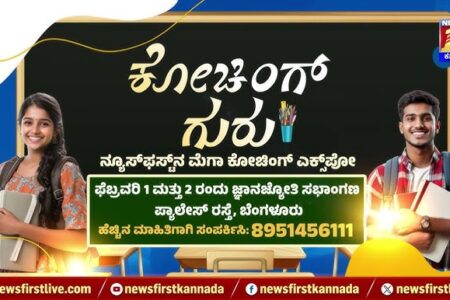 ಕೋಚಿಂಗ್
ಗುರು
ನ್ಯೂಸ್‌ಫಸ್ಟ್‌ನ ಮೆಗಾ ಕೋಚಿಂಗ್ ಎಕ್ಸ್‌ಪೋ
ಫೆಬ್ರವರಿ 1 ಮತ್ತು 2 ರಂದು ಜ್ಞಾನಜ್ಯೋತಿ ಸಭಾಂಗಣ
ಪ್ಯಾಲೇಸ್ ರಸ್ತೆ, ಬೆಂಗಳೂರು
ಹೆಚ್ಚಿನ ಮಾಹಿತಿಗಾಗಿ ಸಂಪರ್ಕಿಸಿ: 8951456111
newsfirstlive.com newsfirstkannada newsfirstkannada newsfirstkannada